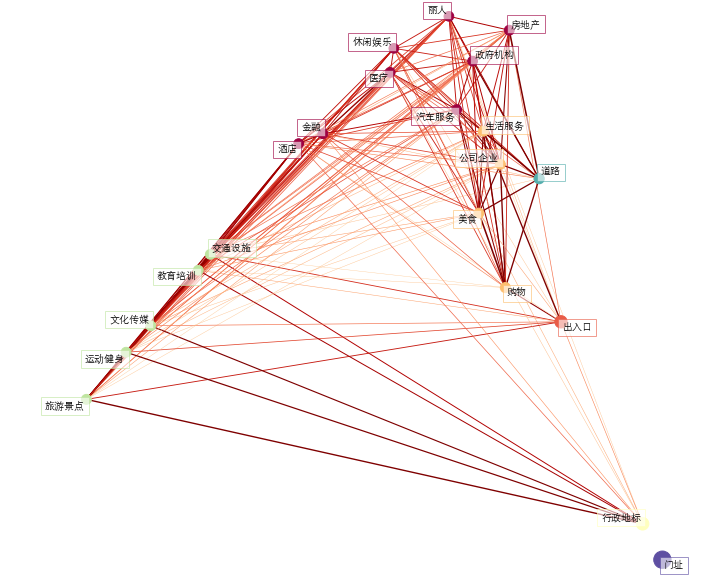 丽人
房地产
休闲娱乐
政府机构
医疗
汽车服务
金融
生活服务
酒店
公司企业
道路
美食
交通设施
教育培训
购物
文化传媒
出入口
运动健身
旅游景点
行政地标
门址